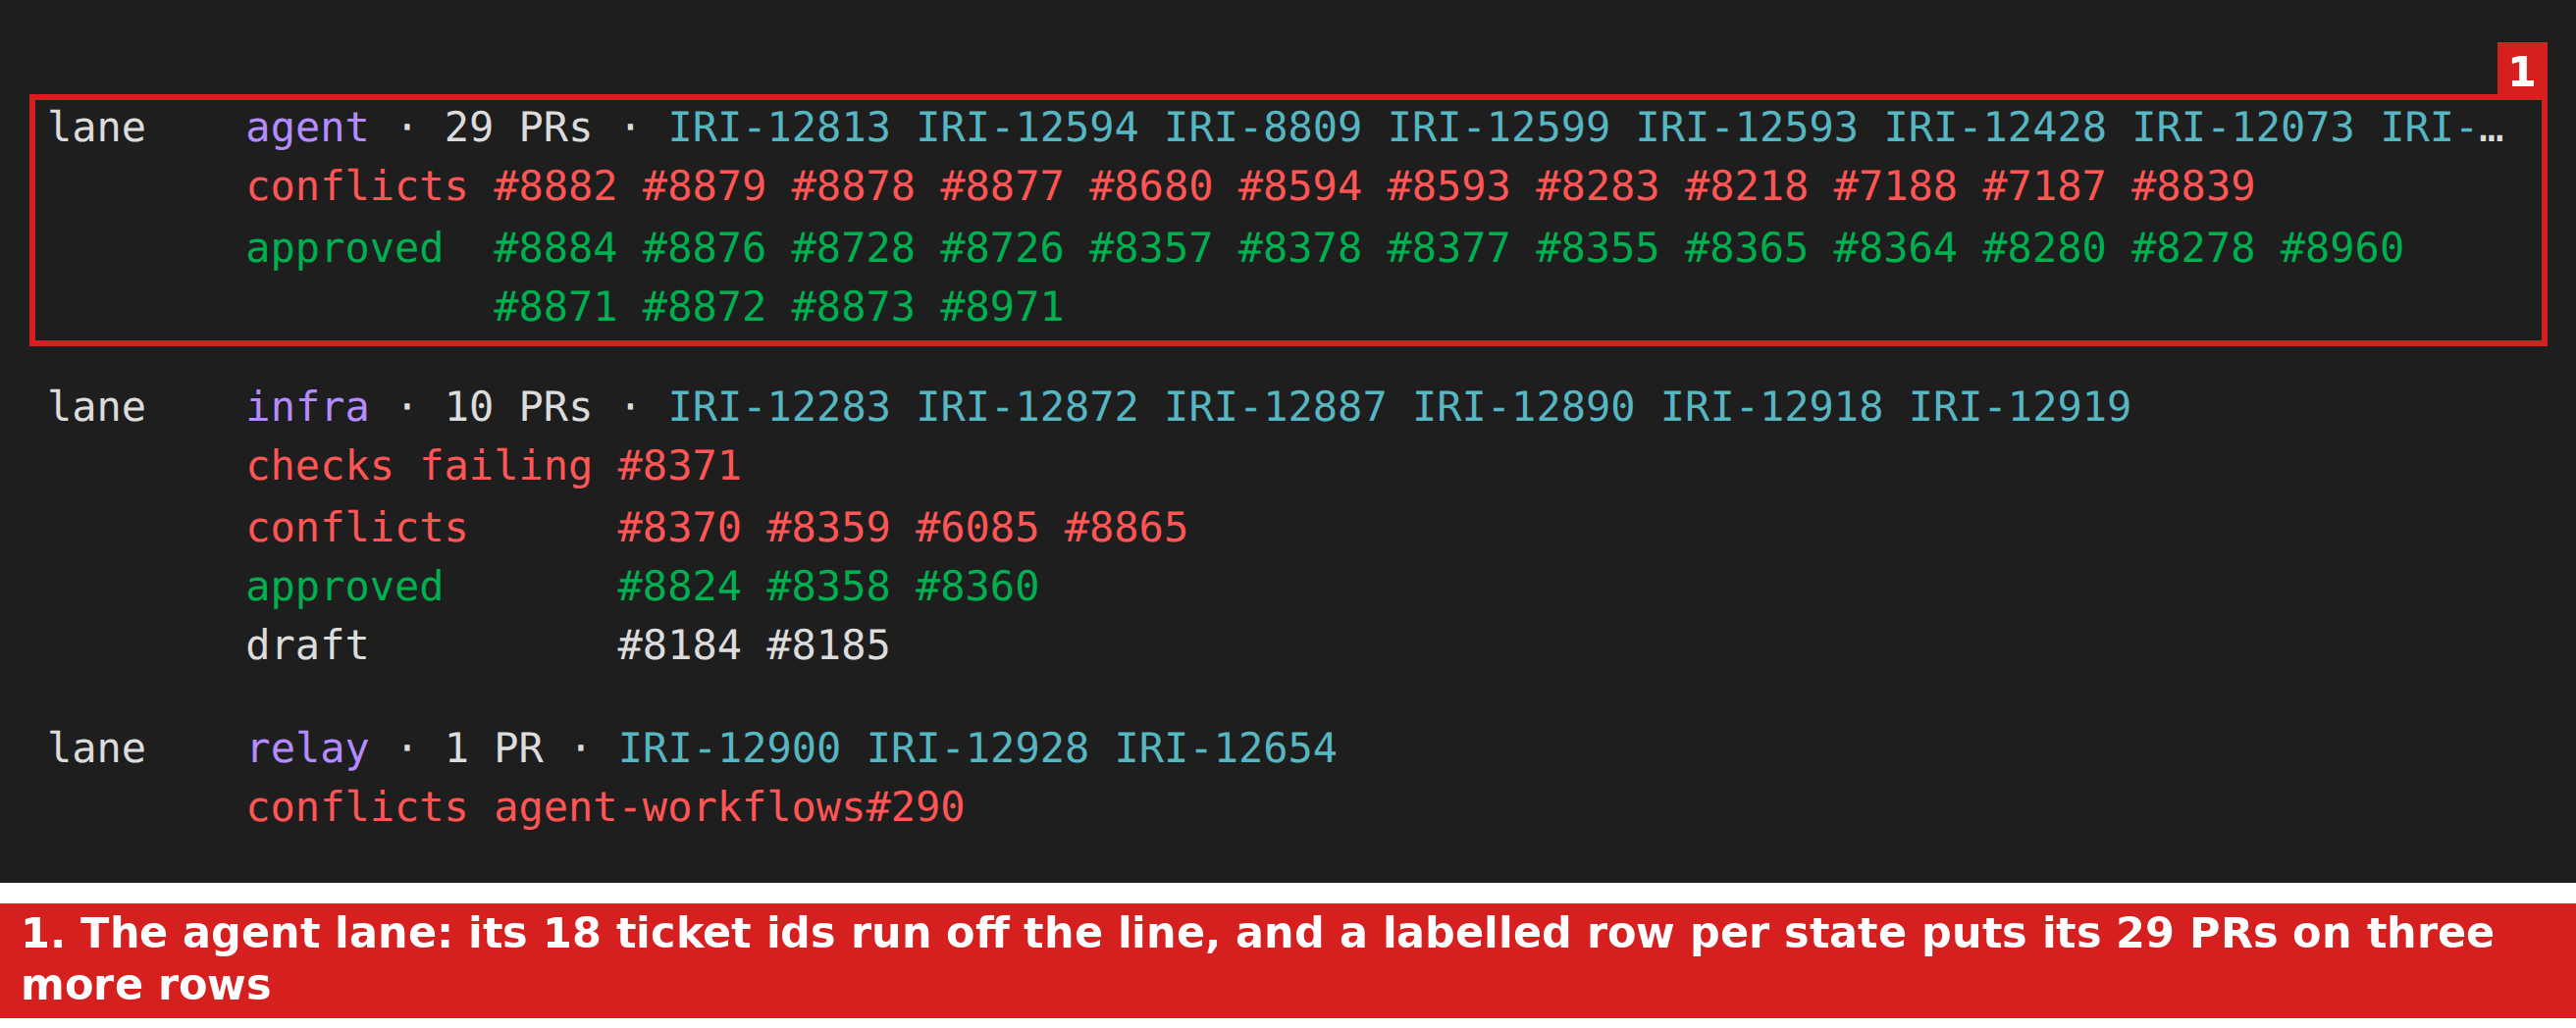 1
lane agent · 29 PRs · IRI-12813 IRI-12594 IRI-8809 IRI-12599 IRI-12593 IRI-12428 IRI-12073 IRI-…
conflicts #8882 #8879 #8878 #8877 #8680 #8594 #8593 #8283 #8218 #7188 #7187 #8839
approved #8884 #8876 #8728 #8726 #8357 #8378 #8377 #8355 #8365 #8364 #8280 #8278 #8960
#8871 #8872 #8873 #8971
lane infra · 10 PRs · IRI-12283 IRI-12872 IRI-12887 IRI-12890 IRI-12918 IRI-12919
checks failing #8371
conflicts #8370 #8359 #6085 #8865
approved #8824 #8358 #8360
draft #8184 #8185
lane relay · 1 PR · IRI-12900 IRI-12928 IRI-12654
conflicts agent-workflows#290
1. The agent lane: its 18 ticket ids run off the line, and a labelled row per state puts its 29 PRs on three
more rows